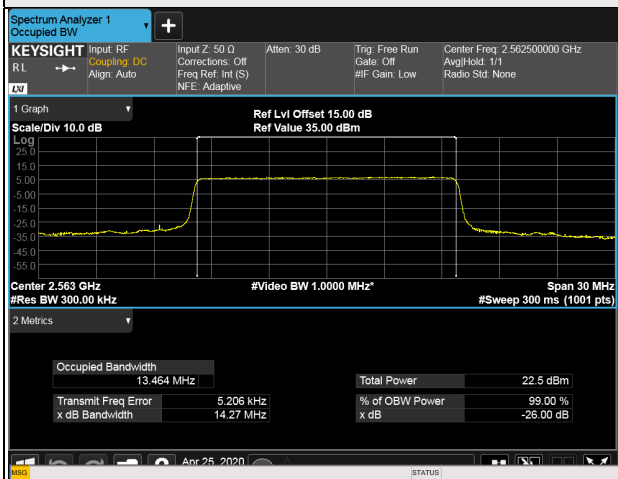 Spectrum Analyzer 1
Occupied BW
KEYSIGHT Input: RF Input Z: 50 Ω Atten: 30 dB Trig: Free Run Center Freq: 2.562500000 GHz
RL Coupling: DC Corrections: Off Gate: Off Avg|Hold: 1/1
Align: Auto Freq Ref: Int (S) #IF Gain: Low Radio Std: None
LXI NFE: Adaptive
1 Graph Ref Lvl Offset 15.00 dB
Scale/Div 10.0 dB Ref Value 35.00 dBm
Log
25.0
15.0
5.00
-5.00
-15.0
-25.0
-35.0
-45.0
-55.0
Center 2.563 GHz #Video BW 1.0000 MHz* Span 30 MHz
#Res BW 300.00 kHz #Sweep 300 ms (1001 pts)
2 Metrics
Occupied Bandwidth
13.464 MHz Total Power 22.5 dBm
Transmit Freq Error 5.206 kHz % of OBW Power 99.00 %
x dB Bandwidth 14.27 MHz x dB -26.00 dB
Apr 25, 2020
MSG STATUS